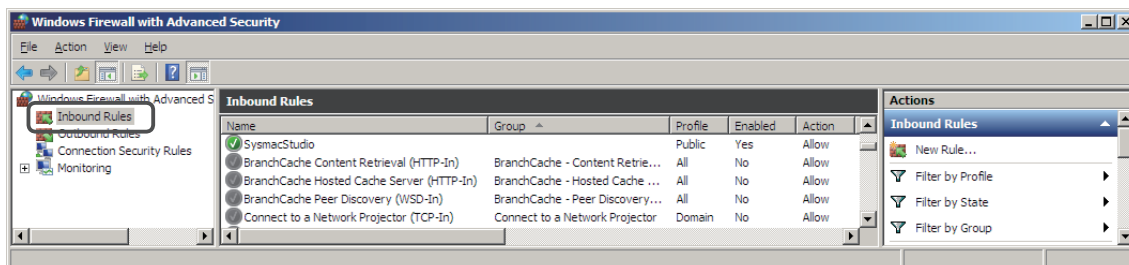 Windows Firewall with Advanced Security
File Action View Help
Windows Firewall with Advanced S
Inbound Rules
Outbound Rules
Connection Security Rules
Monitoring
Inbound Rules
Name Group Profile Enabled Action
SysmacStudio Public Yes Allow
BranchCache Content Retrieval (HTTP-In) BranchCache - Content Retrie... All No Allow
BranchCache Hosted Cache Server (HTTP-In) BranchCache - Hosted Cache ... All No Allow
BranchCache Peer Discovery (WSD-In) BranchCache - Peer Discovery... All No Allow
Connect to a Network Projector (TCP-In) Connect to a Network Projector Domain No Allow
Actions
Inbound Rules
New Rule...
Filter by Profile
Filter by State
Filter by Group